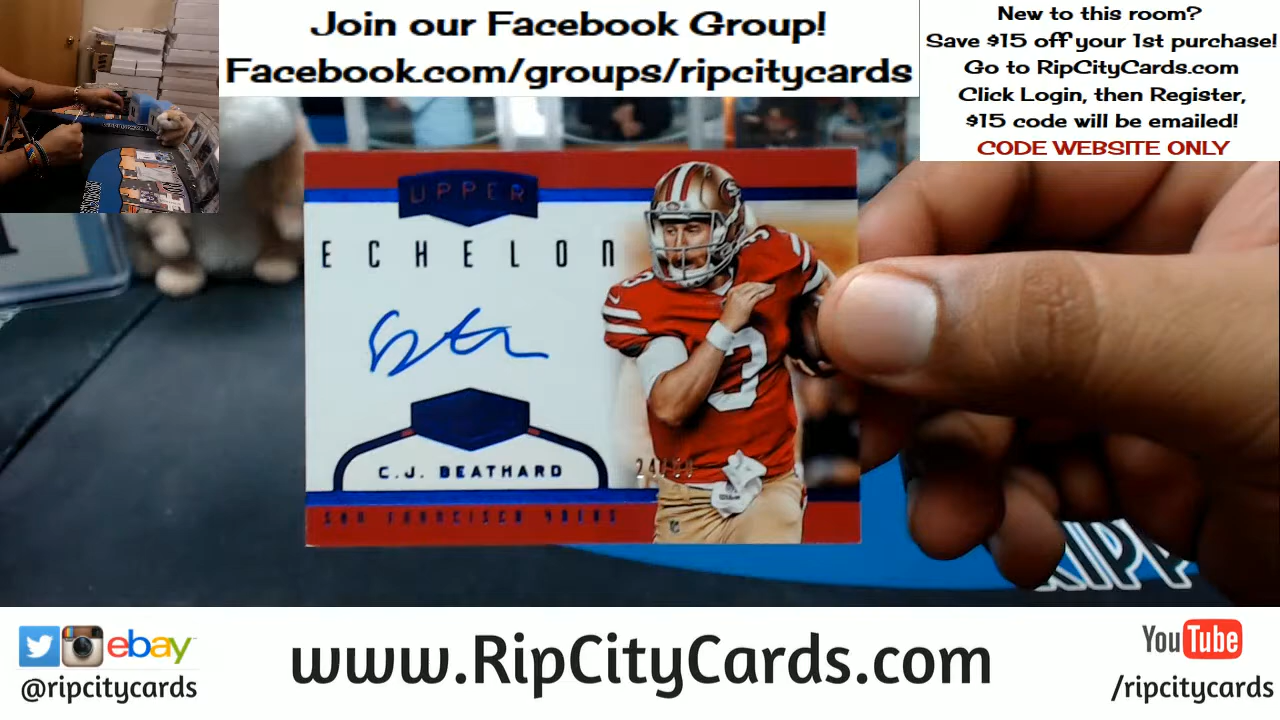 Join our Facebook Group!
Facebook.com/groups/ripcitycards
New to this room?
Save $15 off your 1st purchase!
Go to RipCityCards.com
Click Login, then Register,
$15 code will be emailed!
CODE WEBSITE ONLY
UPPER
ECHELON
C.J. BEATHARD
SAN FRANCISCO 49ERS
3
RIPP
ebay
@ripcitycards
www.RipCityCards.com
YouTube
/ripcitycards